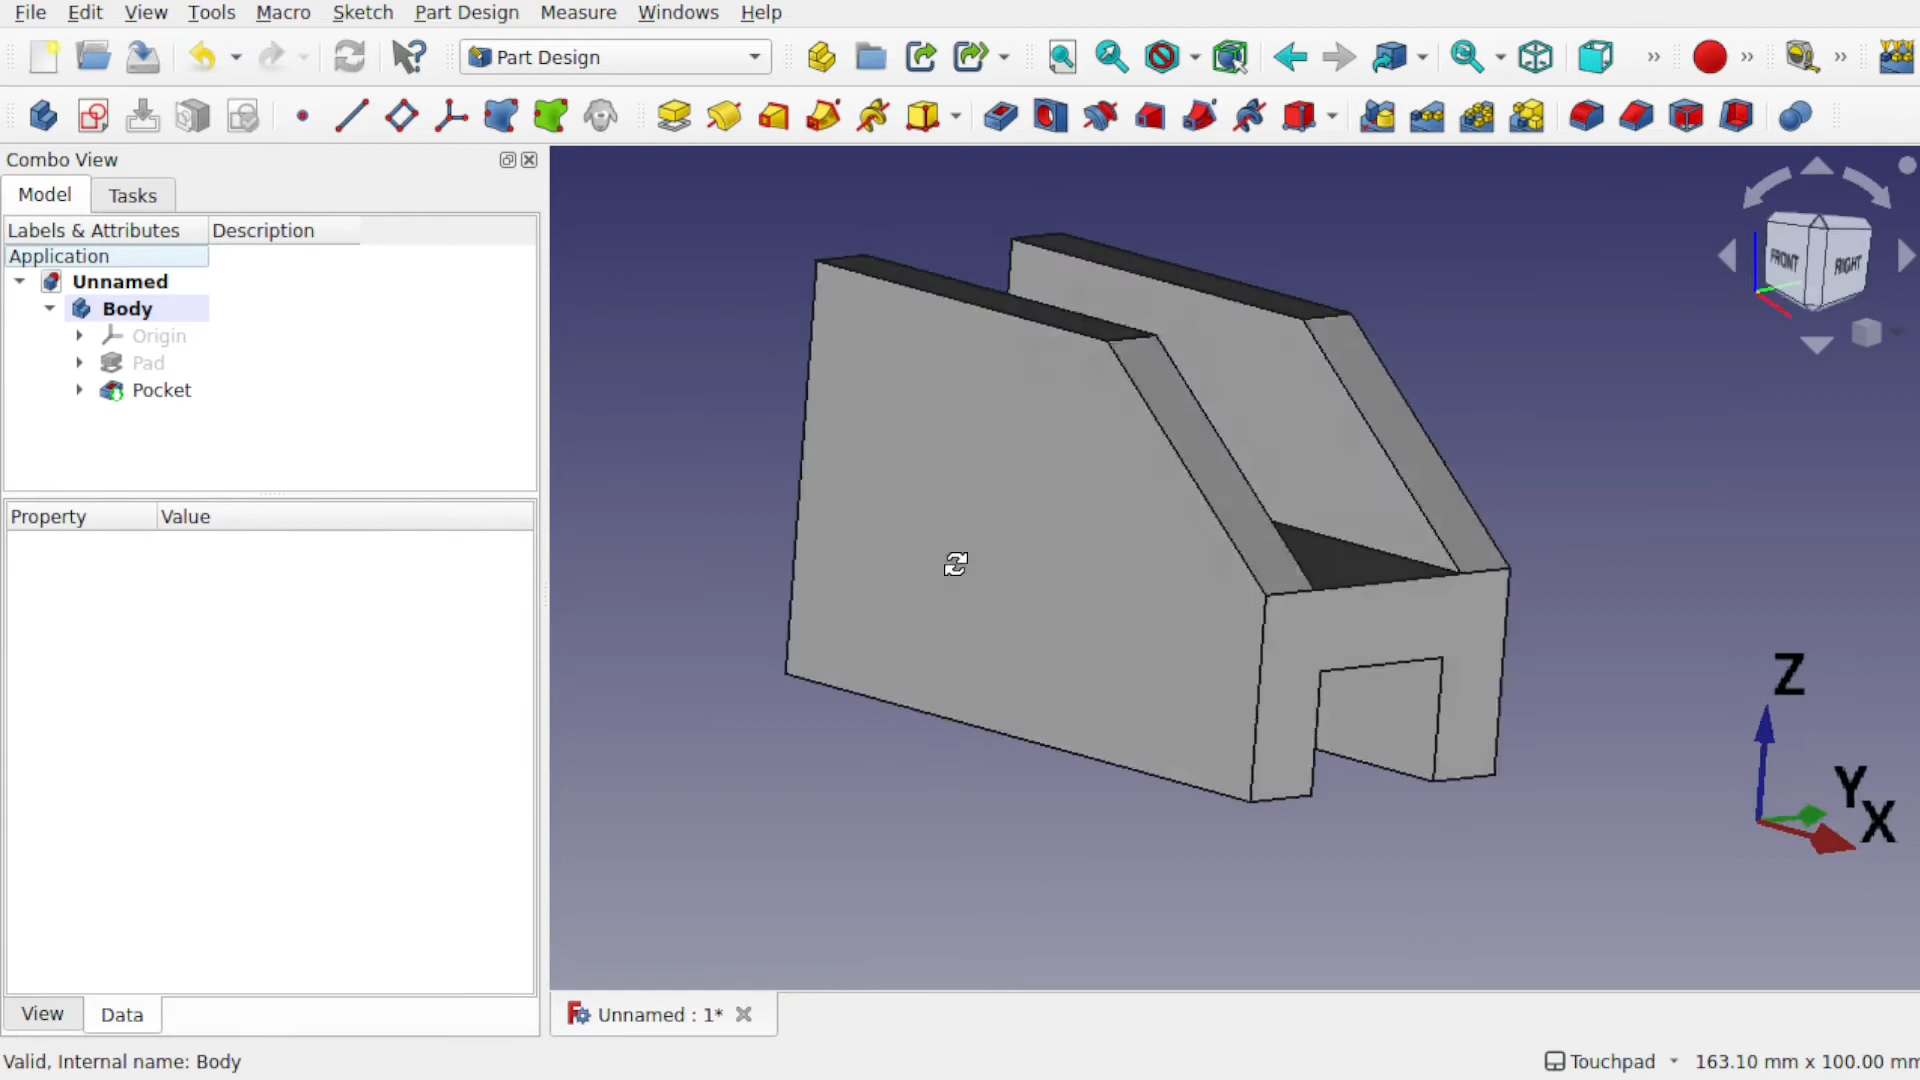 File Edit View Tools Macro Sketch Part Design Measure Windows Help
Part Design
Combo View
Model Tasks
Labels & Attributes Description
Application
Unnamed
Body
Origin
Pad
Pocket
Property Value
View Data
FRONT RIGHT
Z
Y
X
Unnamed : 1*
Valid, Internal name: Body
Touchpad 163.10 mm x 100.00 mm